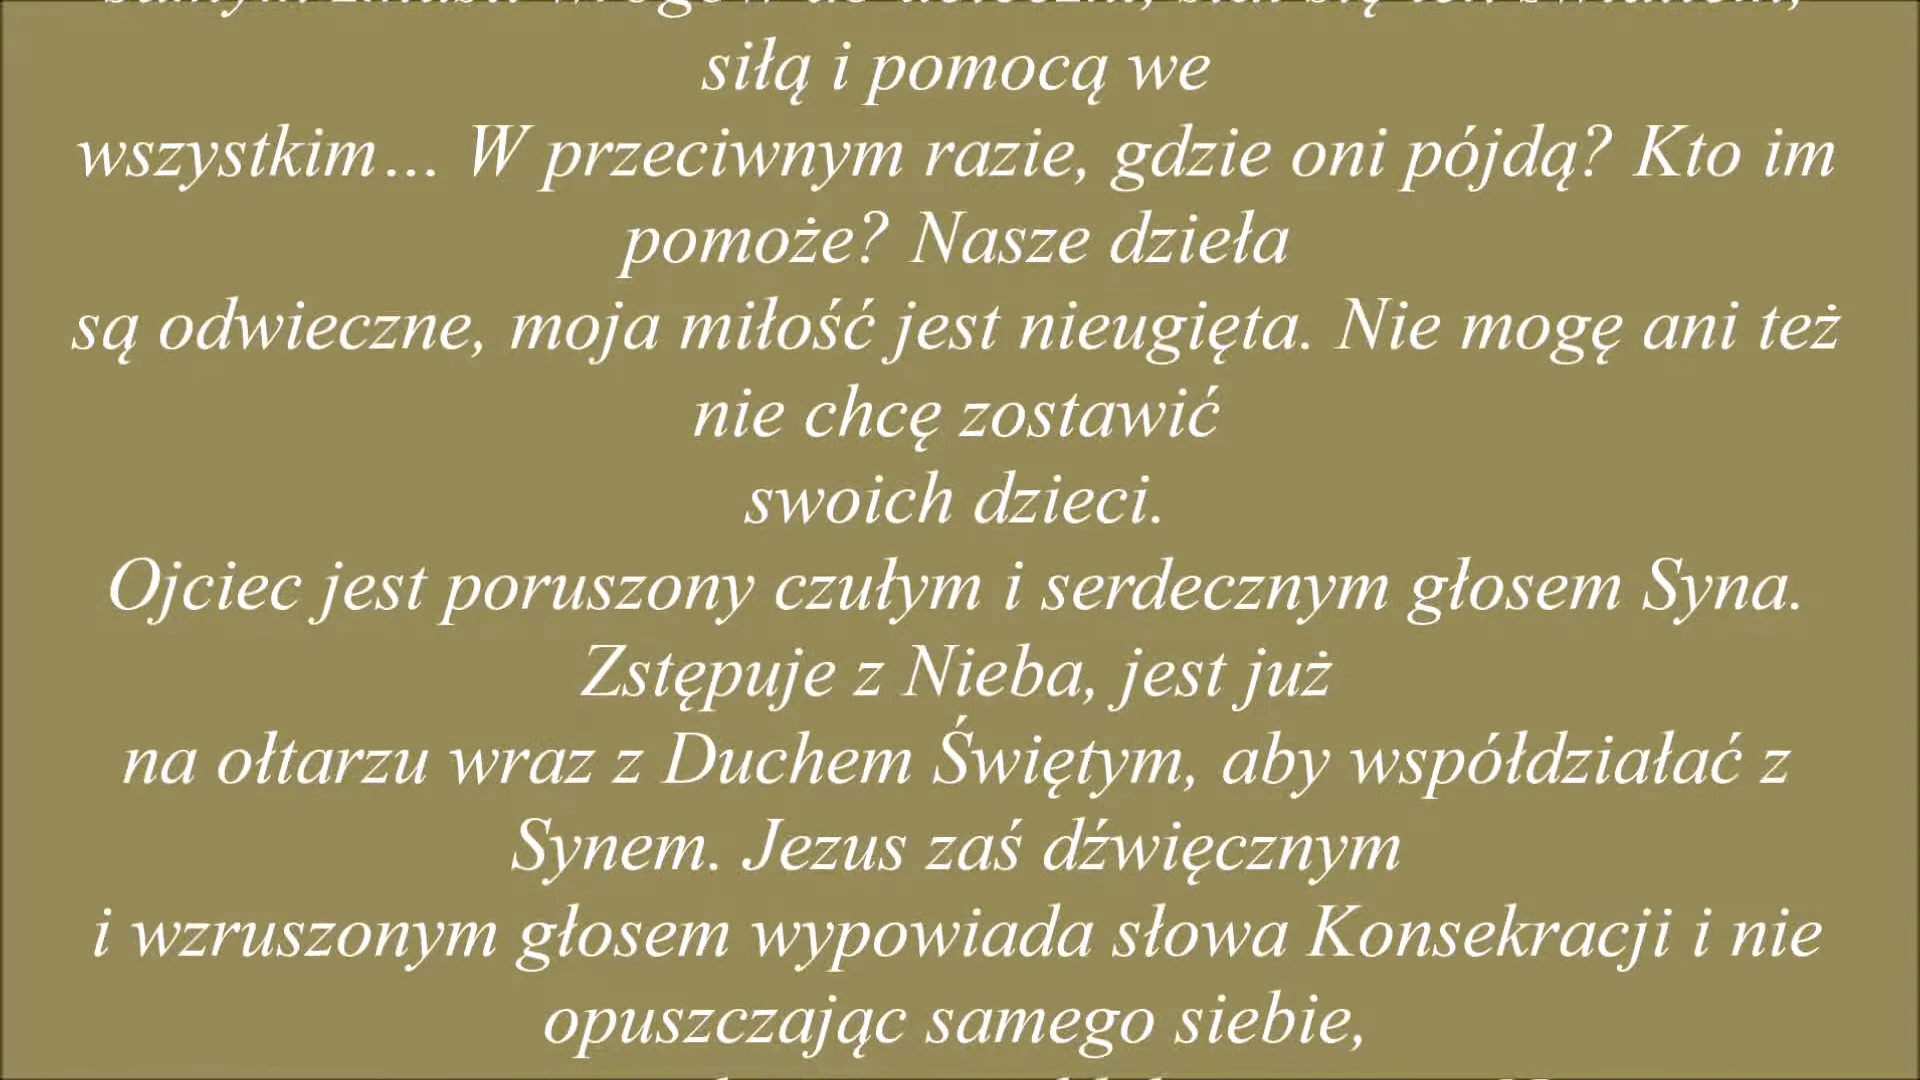 siłą i pomocą we
wszystkim... W przeciwnym razie, gdzie oni pójdą? Kto im
pomoże? Nasze dzieła
są odwieczne, moja miłość jest nieugięta. Nie mogę ani też
nie chcę zostawić
swoich dzieci.
Ojciec jest poruszony czułym i serdecznym głosem Syna.
Zstępuje z Nieba, jest już
na ołtarzu wraz z Duchem Świętym, aby współdziałać z
Synem. Jezus zaś dźwięcznym
i wzruszonym głosem wypowiada słowa Konsekracji i nie
opuszczając samego siebie,